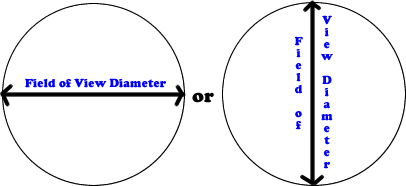 Field of View Diameter
or
Field of
View Diameter